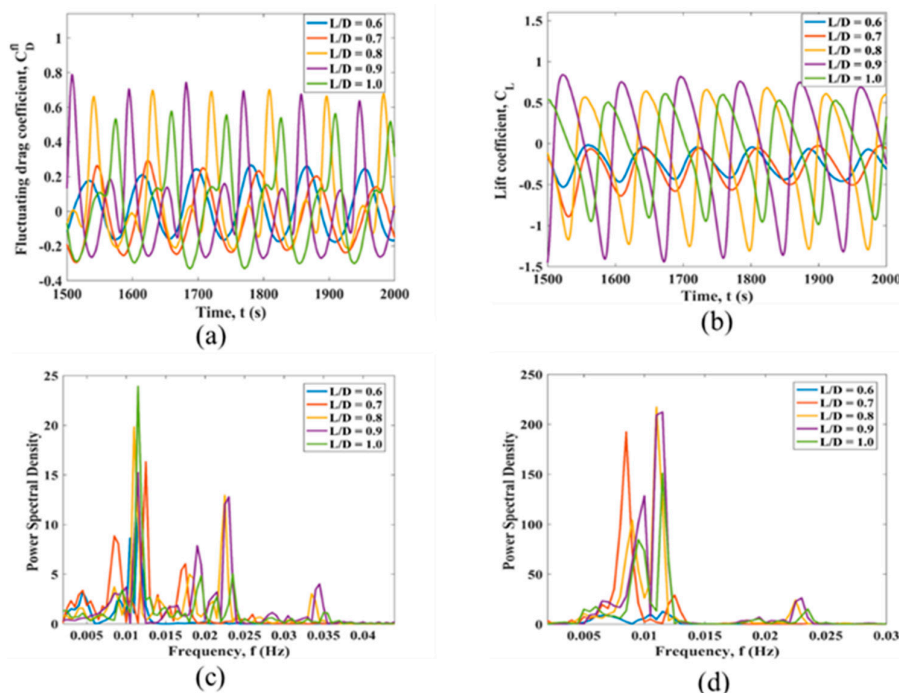 L/D = 0.6
L/D = 0.7
L/D = 0.8
L/D = 0.9
L/D = 1.0
1
0.8
0.6
0.4
0.2
0
-0.2
-0.4
Fluctuating drag coefficient, C_D^fl
1500 1600 1700 1800 1900 2000
Time, t (s)
(a)
L/D = 0.6
L/D = 0.7
L/D = 0.8
L/D = 0.9
L/D = 1.0
1.5
1
0.5
0
-0.5
-1
-1.5
Lift coefficient, C_L
1500 1600 1700 1800 1900 2000
Time, t (s)
(b)
L/D = 0.6
L/D = 0.7
L/D = 0.8
L/D = 0.9
L/D = 1.0
25
20
15
10
5
0
Power Spectral Density
0.005 0.01 0.015 0.02 0.025 0.03 0.035 0.04
Frequency, f (Hz)
(c)
L/D = 0.6
L/D = 0.7
L/D = 0.8
L/D = 0.9
L/D = 1.0
250
200
150
100
50
0
Power Spectral Density
0.005 0.01 0.015 0.02 0.025 0.03
Frequency, f (Hz)
(d)